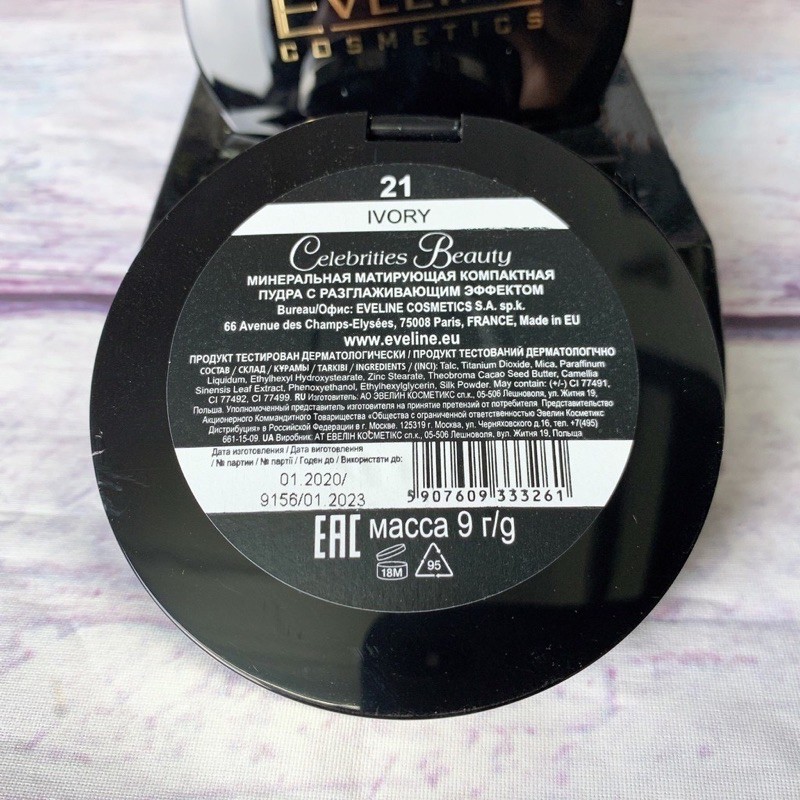 COSMETICS
21
IVORY
Celebrities Beauty
МИНЕРАЛЬНАЯ МАТИРУЮЩАЯ КОМПАКТНАЯ
ПУДРА С РАЗГЛАЖИВАЮЩИМ ЭФФЕКТОМ
Bureau/Офис: EVELINE COSMETICS S.A. sp.k.
66 Avenue des Champs-Elysées, 75008 Paris, FRANCE, Made in EU
www.eveline.eu
ПРОДУКТ ТЕСТИРОВАН ДЕРМАТОЛОГИЧЕСКИ / ПРОДУКТ ТЕСТОВАНИЙ ДЕРМАТОЛОГІЧНО
СОСТАВ / СКЛАД / ҚҰРАМЫ / TARKIBI / INGREDIENTS / (INCI): Talc, Titanium Dioxide, Mica, Paraffinum
Liquidum, Ethylhexyl Hydroxystearate, Zinc Stearate, Theobroma Cacao Seed Butter, Camellia
Sinensis Leaf Extract, Phenoxyethanol, Ethylhexylglycerin, Silk Powder. May contain: (+/-) CI 77491,
CI 77492, CI 77499. RU Изготовитель: АО ЭВЕЛИН КОСМЕТИКС сп.к., 05-506 Лешноволя, ул. Жития 19,
Польша. Уполномоченный представитель изготовителя на принятие претензий от потребителя Представительство
Акционерного Коммандитного Товарищества «Общества с ограниченной ответственностью Эвелин Косметикс
Дистрибуция» в Российской Федерации в г. Москва. 125319 г. Москва, ул. Черняховского д.16, тел. +7(495)
661-15-09. UA Виробник: АТ ЕВЕЛІН КОСМЕТІКС сп.к., 05-506 Лешноволя, вул. Жития 19, Польща
Дата изготовления / Дата виготовлення
/ № партии / № партії / Годен до / Використати до:
01.2020/
9156/01.2023
5 907609 333261
EAC масса 9 г/g
18M 95